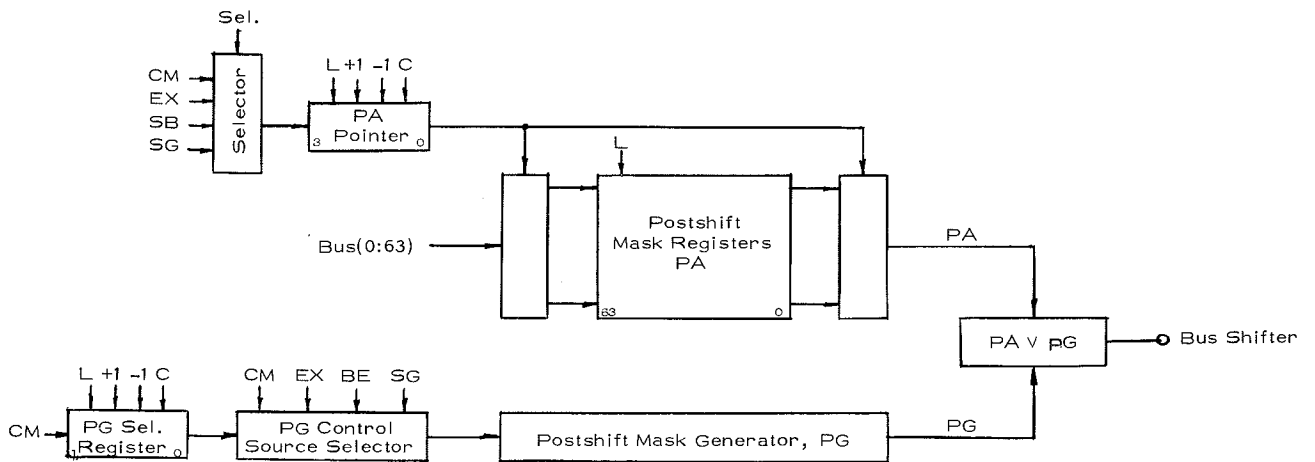 Sel.
CM
EX
SB
SG
Selector
L +1 -1 C
PA
Pointer
3 0
L
Bus(0:63)
Postshift
Mask Registers
PA
63 0
PA
PA V PG
Bus Shifter
L +1 -1 C
CM
PG Sel.
Register
1 0
CM EX BE SG
PG Control
Source Selector
Postshift Mask Generator, PG
PG